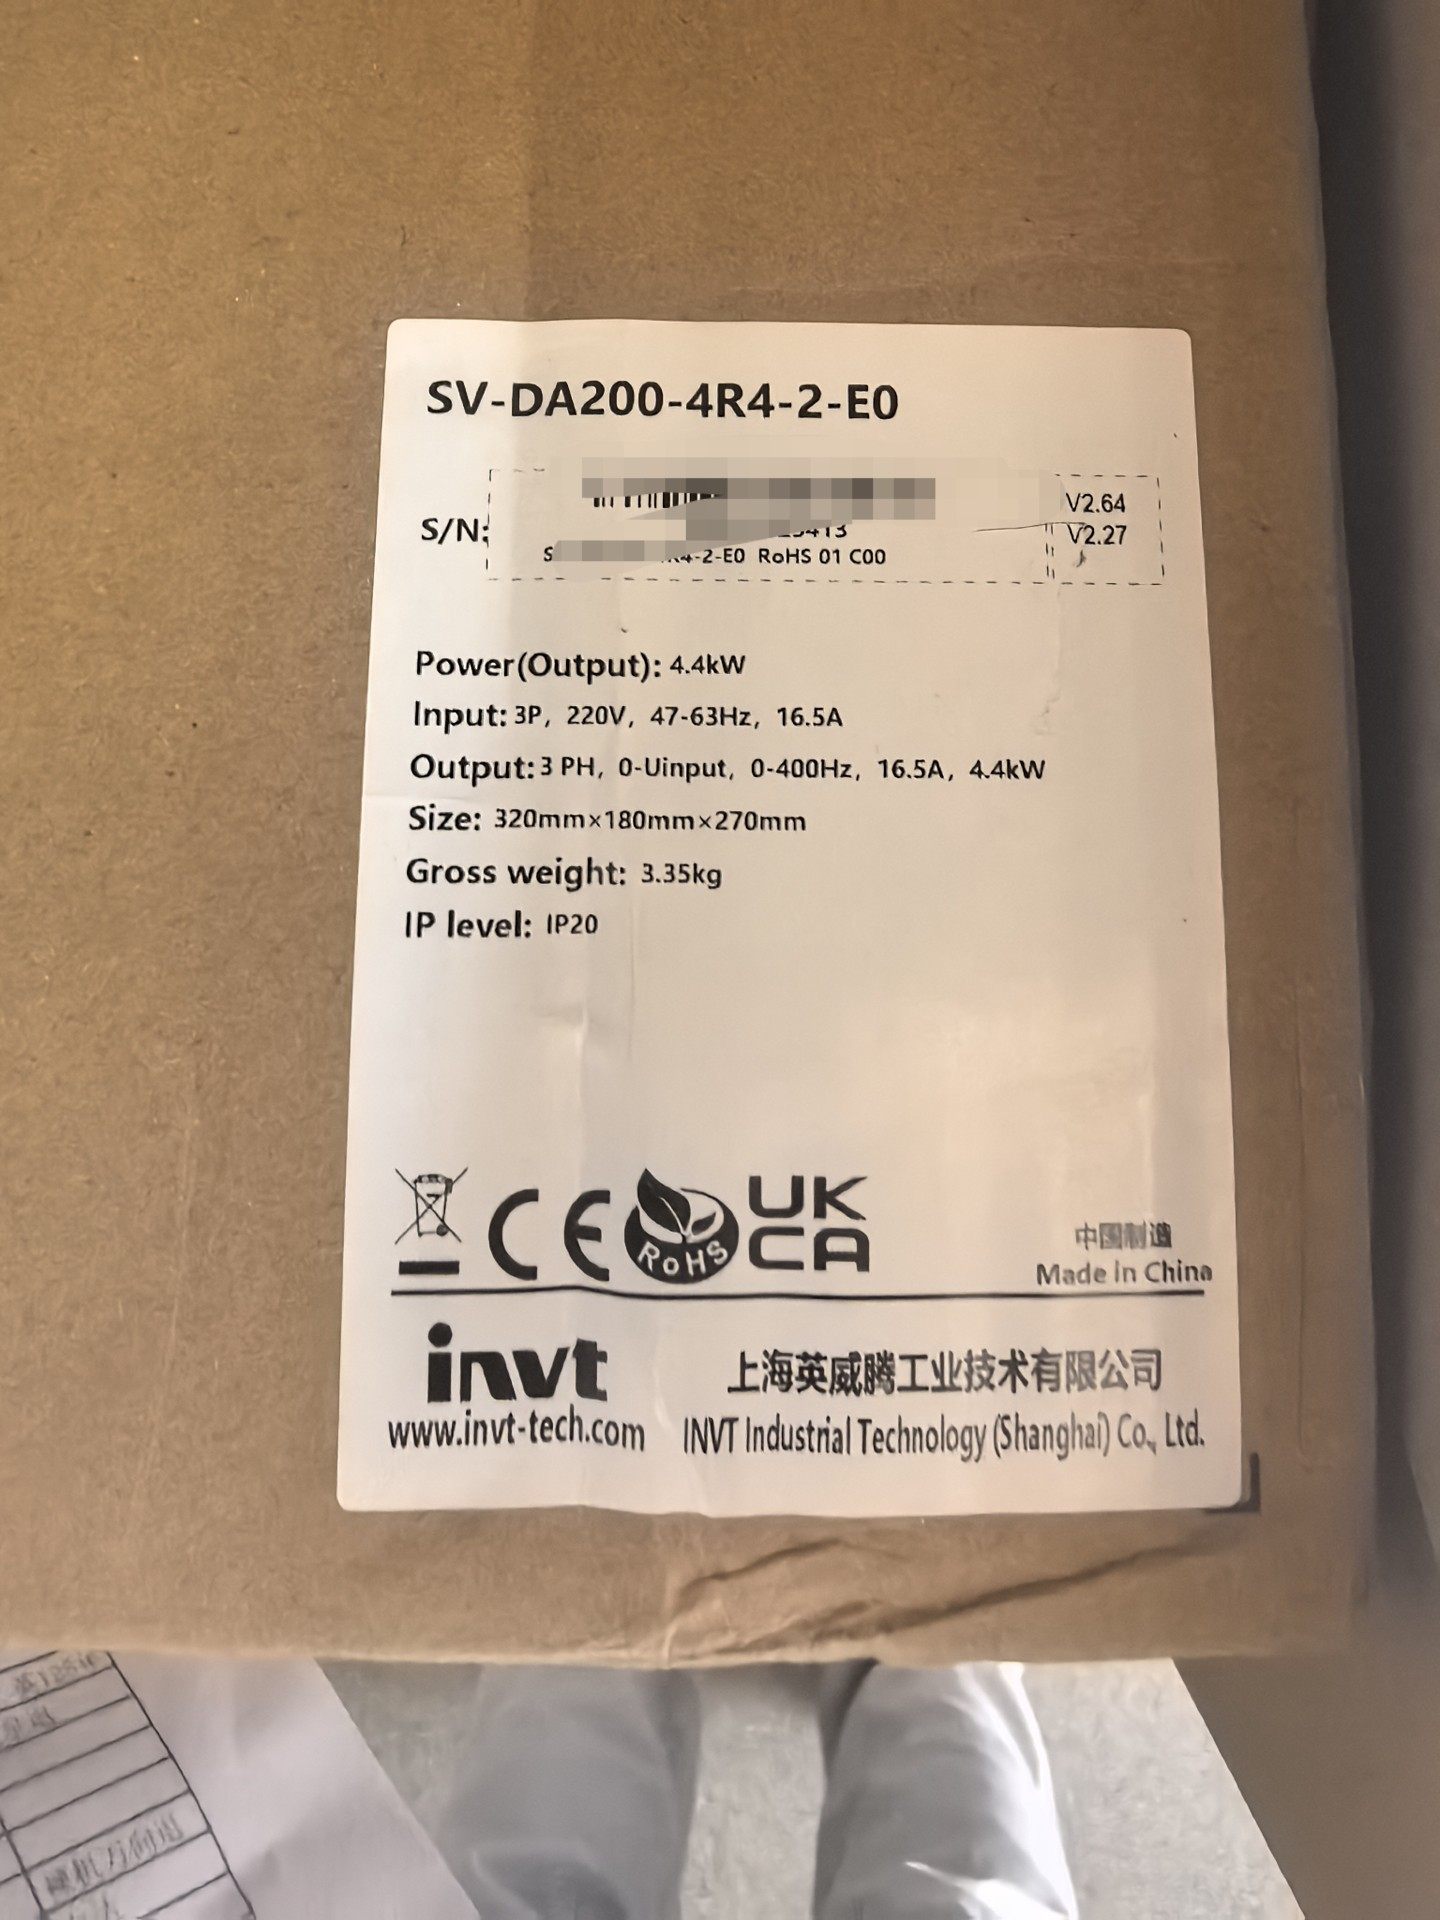 SV-DA200-4R4-2-E0
S/N:
V2.64
V2.27
-2-E0 RoHS 01 C00
Power(Output): 4.4kW
Input: 3P, 220V, 47-63Hz, 16.5A
Output: 3 PH, 0-Uinput, 0-400Hz, 16.5A, 4.4kW
Size: 320mm×180mm×270mm
Gross weight: 3.35kg
IP level: IP20
CE RoHS UK
CA
中国制造
Made in China
invt
上海英威腾工业技术有限公司
www.invt-tech.com
INVT Industrial Technology (Shanghai) Co., Ltd.